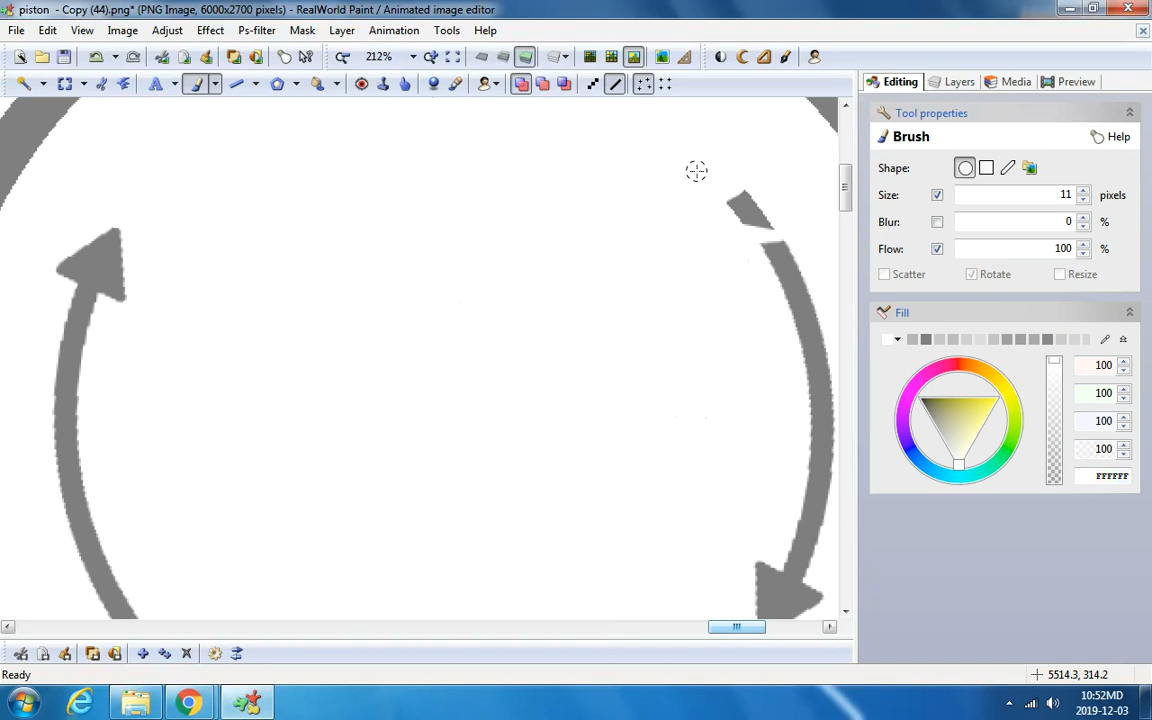 piston - Copy (44).png* (PNG Image, 6000x2700 pixels) - RealWorld Paint / Animated image editor
File Edit View Image Adjust Effect Ps-filter Mask Layer Animation Tools Help
212%
Editing Layers Media Preview
Tool properties
Brush Help
Shape:
Size: 11 pixels
Blur: 0 %
Flow: 100 %
Scatter Rotate Resize
Fill
100
100
100
100
FFFFFF
Ready 5514.3, 314.2
10:52MD
2019-12-03